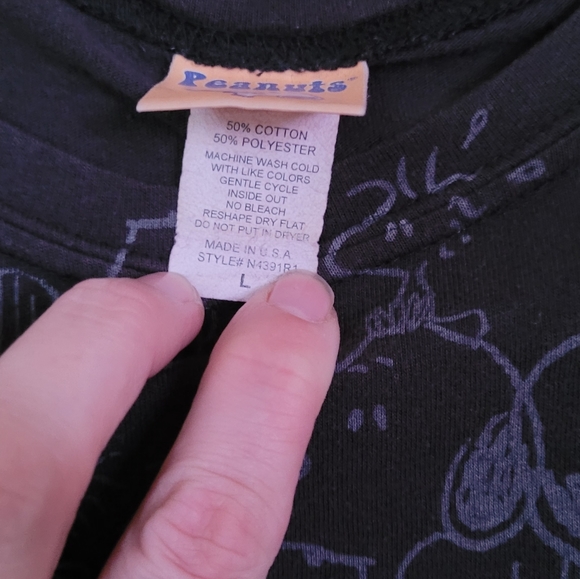 Peanuts
50% COTTON
50% POLYESTER
MACHINE WASH COLD
WITH LIKE COLORS
GENTLE CYCLE
INSIDE OUT
NO BLEACH
RESHAPE DRY FLAT
DO NOT PUT IN DRYER
MADE IN U.S.A
STYLE# N4391R1
L